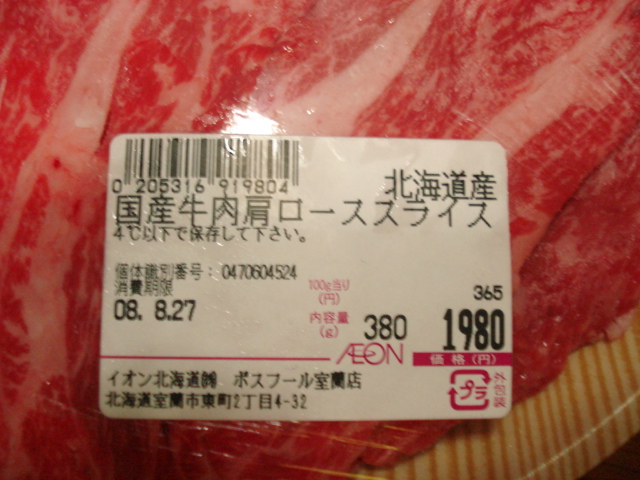 0 205316 919804
北海道産
国産牛肉肩ローススライス
4℃以下で保存して下さい。
個体識別番号：0470604524
消費期限
08. 8.27
100g当り
(円)
365
内容量
(g)
380
1980
ÆON
価格(円)
イオン北海道㈱ ポスフール室蘭店
北海道室蘭市東町2丁目4-32
プラ
外包装